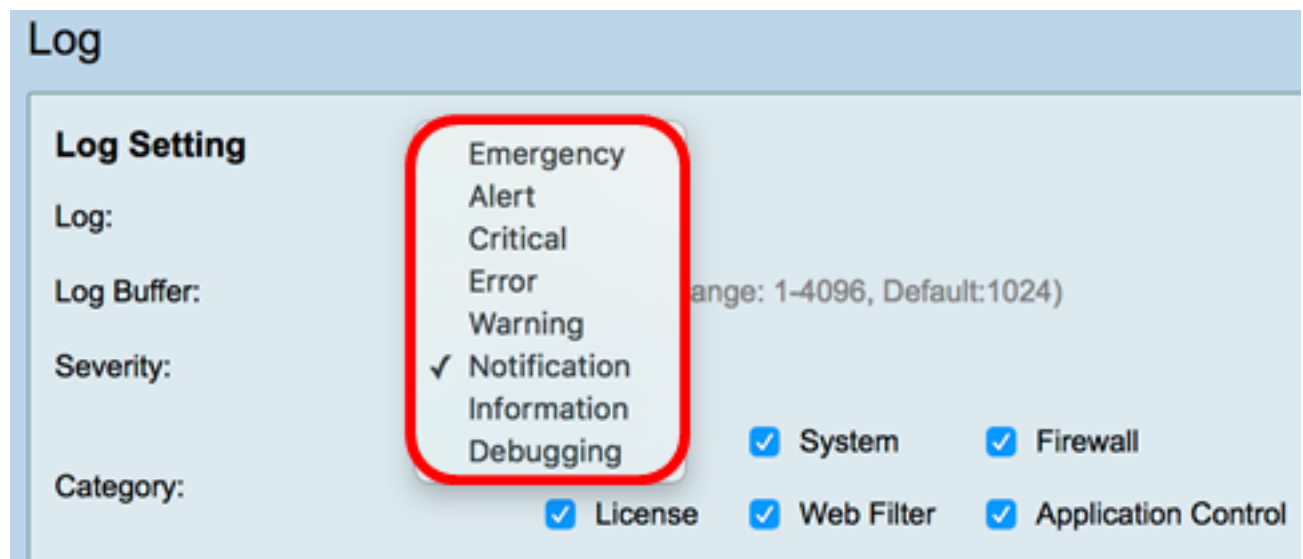 Log
Log Setting
Emergency
Alert
Log:
Critical
Error
Log Buffer:
ange: 1-4096, Default:1024)
Warning
Severity:
✓ Notification
Information
Debugging
System
Firewall
Category:
License
Web Filter
Application Control